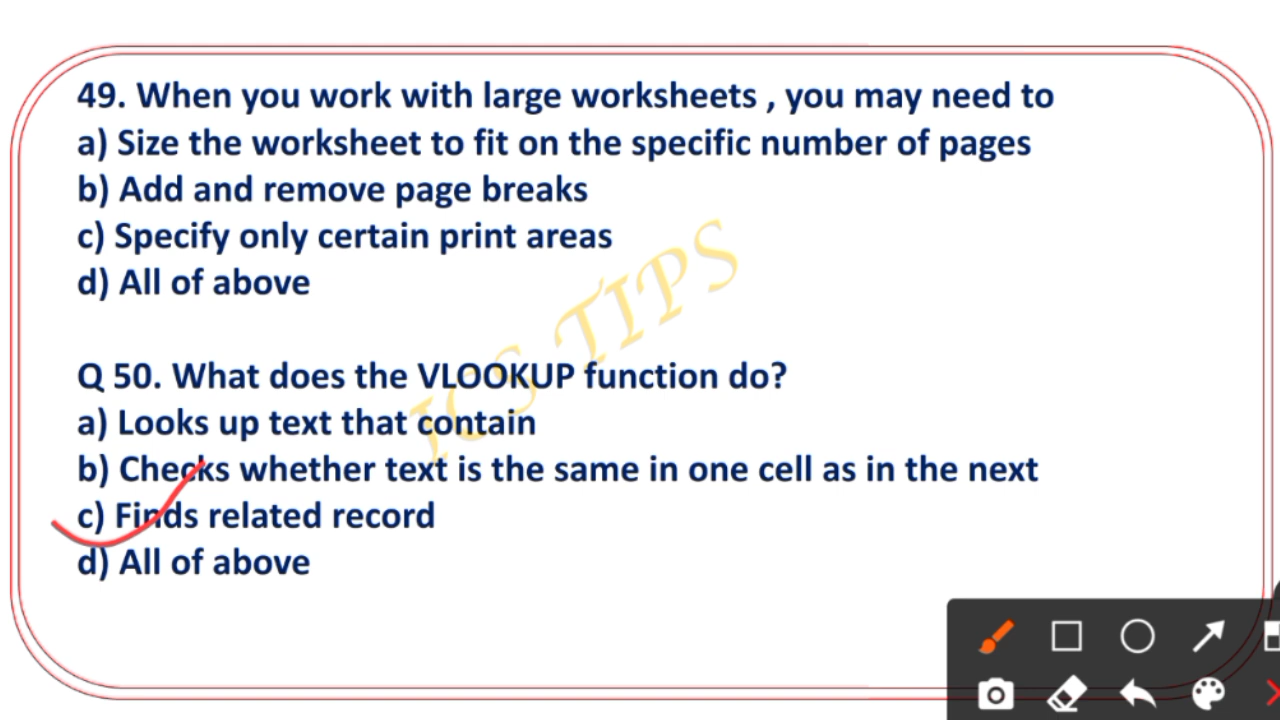 49. When you work with large worksheets , you may need to
a) Size the worksheet to fit on the specific number of pages
b) Add and remove page breaks
c) Specify only certain print areas
d) All of above
ICS TIPS
Q 50. What does the VLOOKUP function do?
a) Looks up text that contain
b) Checks whether text is the same in one cell as in the next
c) Finds related record
d) All of above